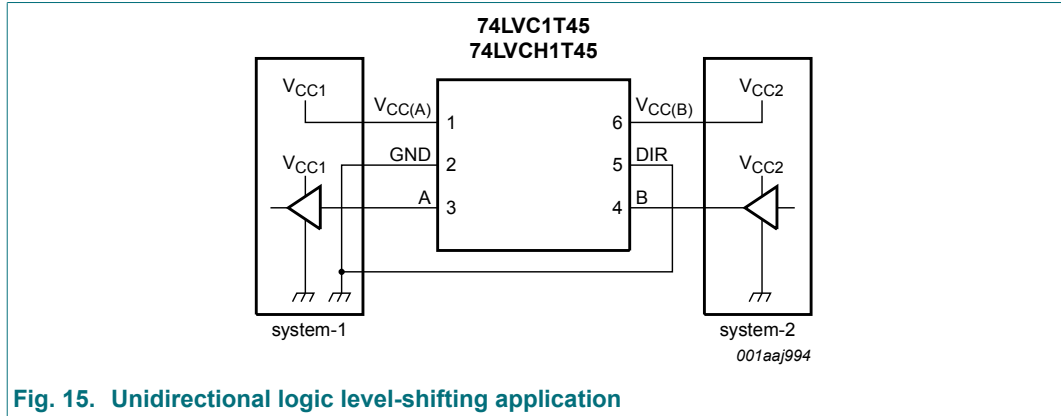 74LVC1T45
74LVCH1T45
VCC1
VCC(A)
1
6
VCC(B)
VCC2
GND
2
5
DIR
VCC1
VCC2
A
3
4
B
system-1
system-2
001aaj994
Fig. 15. Unidirectional logic level-shifting application